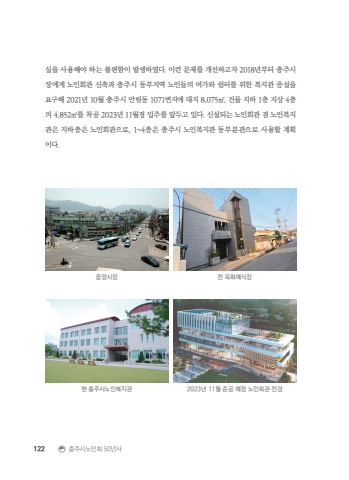 실을 사용해야 하는 불편함이 발생하였다. 이런 문제를 개선하고자 2018년부터 충주시
장에게 노인회관 신축과 충주시 동부지역 노인들의 여가와 쉼터를 위한 복지관 증설을
요구해 2021년 10월 충주시 안림동 1071번지에 대지 8,075㎡, 건물 지하 1층 지상 4층
의 4,852㎡를 착공 2023년 11월경 입주를 앞두고 있다. 신설되는 노인회관 겸 노인복지
관은 지하층은 노인회관으로, 1~4층은 충주시 노인복지관 동부분관으로 사용할 계획
이다.
중앙시장
전 목화예식장
현 충주시노인복지관
2023년 11월 준공 예정 노인회관 전경
122 충주시노인회 50년사